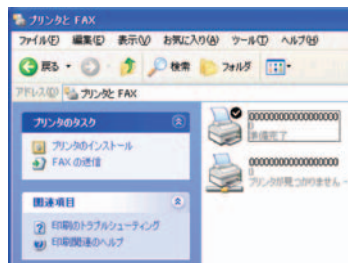 プリンタと FAX
ファイル(F) 編集(E) 表示(V) お気に入り(A) ツール(T) ヘルプ(H)
戻る 検索 フォルダ
アドレス(D) プリンタと FAX
プリンタのタスク
プリンタのインストール
FAX の送信
関連項目
印刷のトラブルシューティング
印刷関連のヘルプ
0000000000000000
0
準備完了
0000000000000000
0
プリンタが見つかりません -